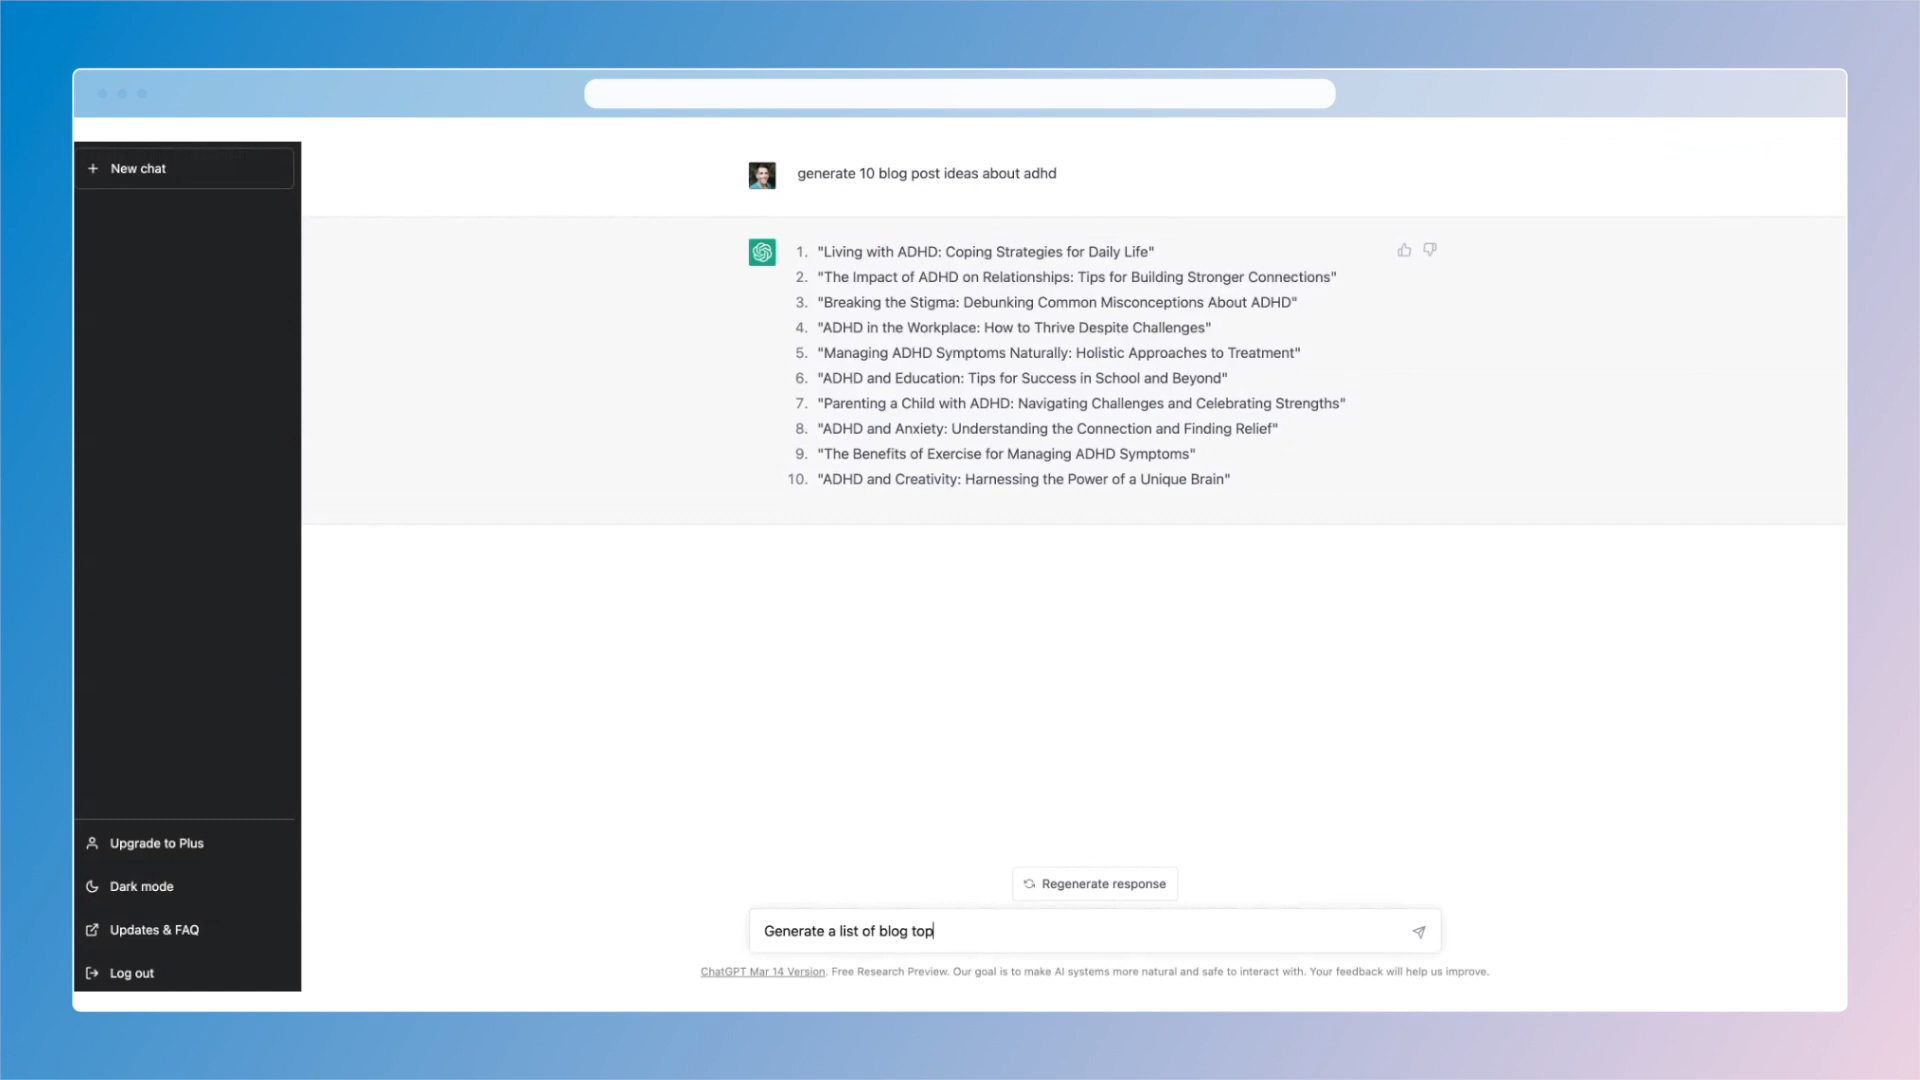 New chat
generate 10 blog post ideas about adhd
1. "Living with ADHD: Coping Strategies for Daily Life"
2. "The Impact of ADHD on Relationships: Tips for Building Stronger Connections"
3. "Breaking the Stigma: Debunking Common Misconceptions About ADHD"
4. "ADHD in the Workplace: How to Thrive Despite Challenges"
5. "Managing ADHD Symptoms Naturally: Holistic Approaches to Treatment"
6. "ADHD and Education: Tips for Success in School and Beyond"
7. "Parenting a Child with ADHD: Navigating Challenges and Celebrating Strengths"
8. "ADHD and Anxiety: Understanding the Connection and Finding Relief"
9. "The Benefits of Exercise for Managing ADHD Symptoms"
10. "ADHD and Creativity: Harnessing the Power of a Unique Brain"
Upgrade to Plus
Dark mode
Updates & FAQ
Log out
Regenerate response
Generate a list of blog top
ChatGPT Mar 14 Version. Free Research Preview. Our goal is to make AI systems more natural and safe to interact with. Your feedback will help us improve.